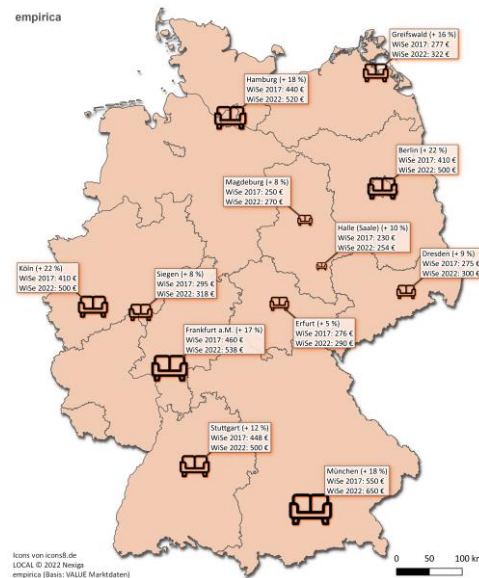 empirica
Greifswald (+ 16 %)
WiSe 2017: 277 €
WiSe 2022: 322 €
Hamburg (+ 18 %)
WiSe 2017: 440 €
WiSe 2022: 520 €
Berlin (+ 22 %)
WiSe 2017: 410 €
WiSe 2022: 500 €
Magdeburg (+ 8 %)
WiSe 2017: 250 €
WiSe 2022: 270 €
Halle (Saale) (+ 10 %)
WiSe 2017: 230 €
WiSe 2022: 254 €
Dresden (+ 9 %)
WiSe 2017: 275 €
WiSe 2022: 300 €
Köln (+ 22 %)
WiSe 2017: 410 €
WiSe 2022: 500 €
Siegen (+ 8 %)
WiSe 2017: 295 €
WiSe 2022: 318 €
Erfurt (+ 5 %)
WiSe 2017: 276 €
WiSe 2022: 290 €
Frankfurt a.M. (+ 17 %)
WiSe 2017: 460 €
WiSe 2022: 538 €
Stuttgart (+ 12 %)
WiSe 2017: 448 €
WiSe 2022: 500 €
München (+ 18 %)
WiSe 2017: 550 €
WiSe 2022: 650 €
Icons von icons8.de
LOCAL © 2022 Nexiga
empirica (Basis: VALUE Marktdaten)
0 50 100 km